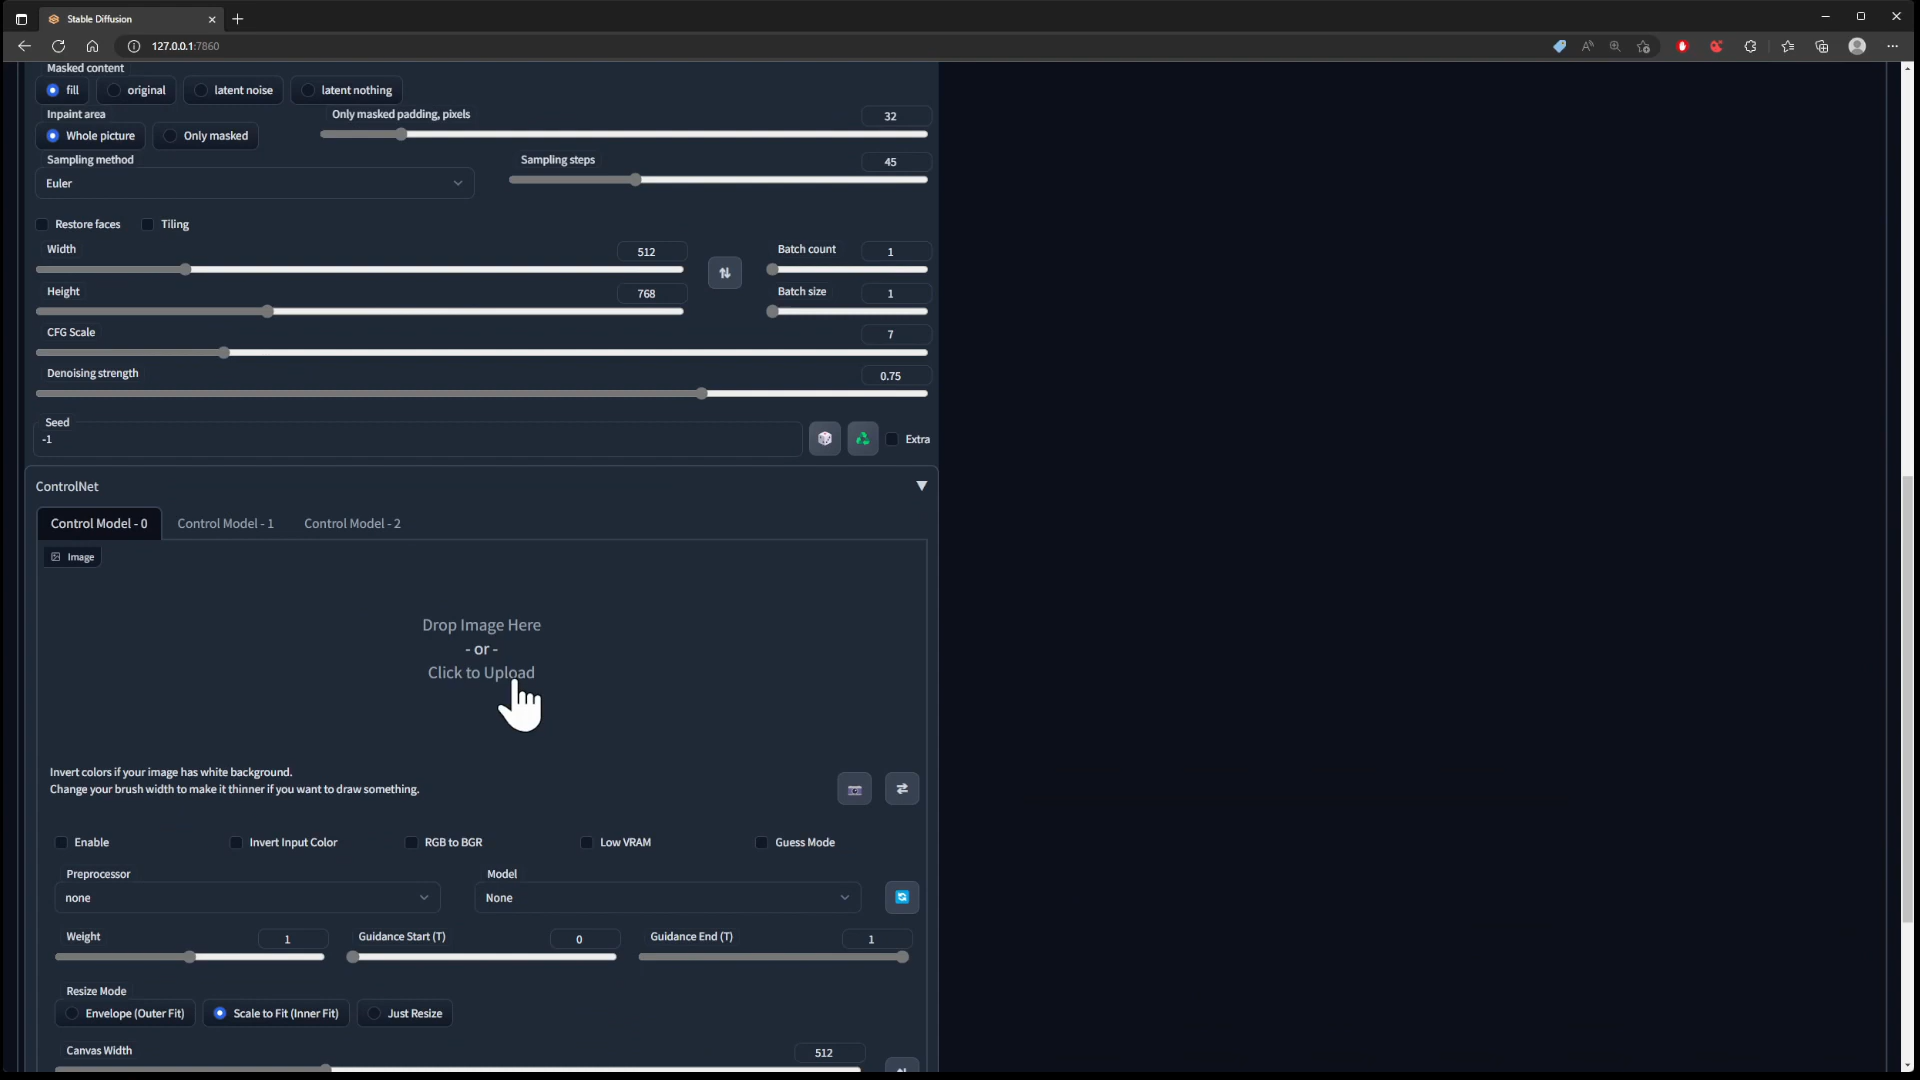 Stable Diffusion
127.0.0.1:7860
Masked content
fill original latent noise latent nothing
Inpaint area Only masked padding, pixels 32
Whole picture Only masked
Sampling method Sampling steps 45
Euler
Restore faces Tiling
Width 512 Batch count 1
Height 768 Batch size 1
CFG Scale 7
Denoising strength 0.75
Seed
-1 Extra
ControlNet
Control Model - 0 Control Model - 1 Control Model - 2
Image
Drop Image Here
- or -
Click to Upload
Invert colors if your image has white background.
Change your brush width to make it thinner if you want to draw something.
Enable Invert Input Color RGB to BGR Low VRAM Guess Mode
Preprocessor Model
none None
Weight 1 Guidance Start (T) 0 Guidance End (T) 1
Resize Mode
Envelope (Outer Fit) Scale to Fit (Inner Fit) Just Resize
Canvas Width 512